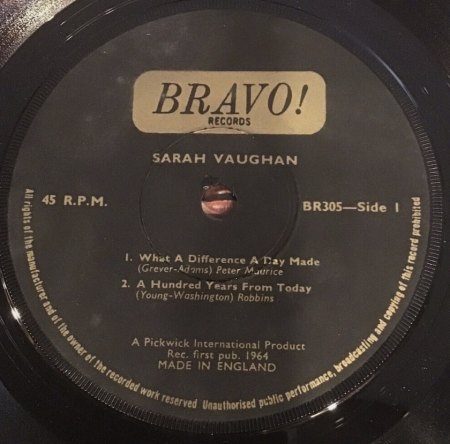 BRAVO!
RECORDS
SARAH VAUGHAN
45 R.P.M.
BR305—Side 1
1. What A Difference A Day Made
(Grever-Adams) Peter Maurice
2. A Hundred Years From Today
(Young-Washington) Robbins
A Pickwick International Product
Rec. first pub. 1964
MADE IN ENGLAND
All rights of the manufacturer and of the owner of the recorded work reserved Unauthorised public performance, broadcasting and copying of this record prohibited